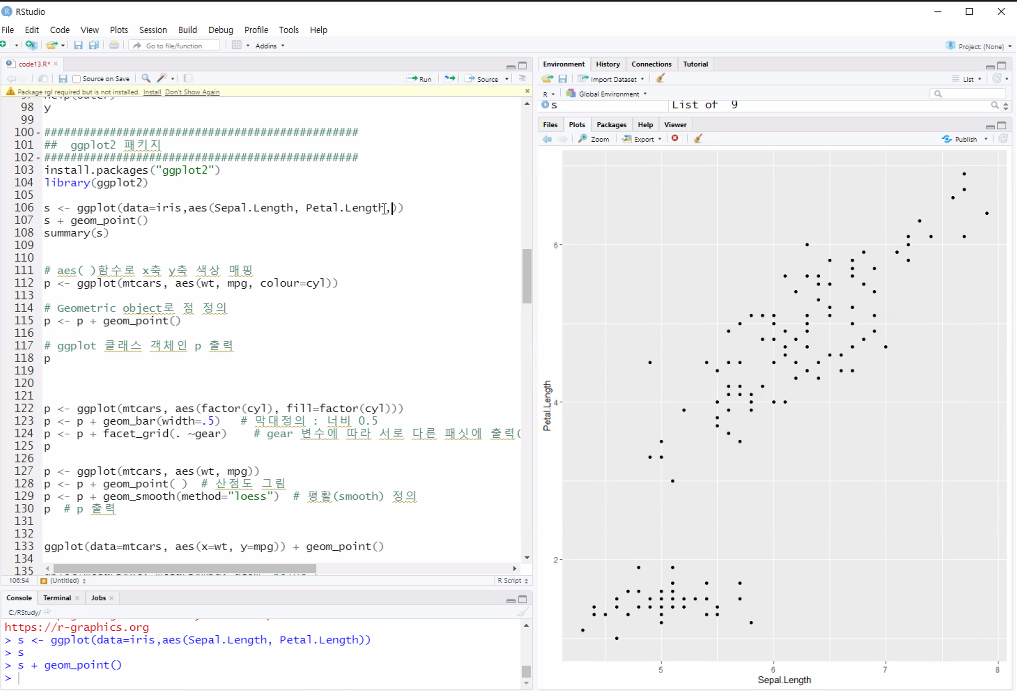 RStudio
File Edit Code View Plots Session Build Debug Profile Tools Help
Go to file/function Addins Project: (None)
code13.R*
Source on Save Run Source
Package rgl required but is not installed. Install Don't Show Again
98 y
99
100 ################################################
101 ## ggplot2 패키지
102 ################################################
103 install.packages("ggplot2")
104 library(ggplot2)
105
106 s <- ggplot(data=iris,aes(Sepal.Length, Petal.Length,))
107 s + geom_point()
108 summary(s)
109
110
111 # aes( )함수로 x축 y축 색상 매핑
112 p <- ggplot(mtcars, aes(wt, mpg, colour=cyl))
113
114 # Geometric object로 점 정의
115 p <- p + geom_point()
116
117 # ggplot 클래스 객체인 p 출력
118 p
119
120
121
122 p <- ggplot(mtcars, aes(factor(cyl), fill=factor(cyl)))
123 p <- p + geom_bar(width=.5) # 막대정의 : 너비 0.5
124 p <- p + facet_grid(. ~gear) # gear 변수에 따라 서로 다른 패싯에 출력(
125 p
126
127 p <- ggplot(mtcars, aes(wt, mpg))
128 p <- p + geom_point( ) # 산점도 그림
129 p <- p + geom_smooth(method="loess") # 평활(smooth) 정의
130 p # p 출력
131
132
133 ggplot(data=mtcars, aes(x=wt, y=mpg)) + geom_point()
134
135
106:54 (Untitled) R Script
Console Terminal Jobs
C:/RStudy/
https://r-graphics.org
> s <- ggplot(data=iris,aes(Sepal.Length, Petal.Length))
> s
> s + geom_point()
>
Environment History Connections Tutorial
Import Dataset List
R Global Environment
s List of 9
Files Plots Packages Help Viewer
Zoom Export Publish
Petal.Length
6
4
2
5 6 7 8
Sepal.Length